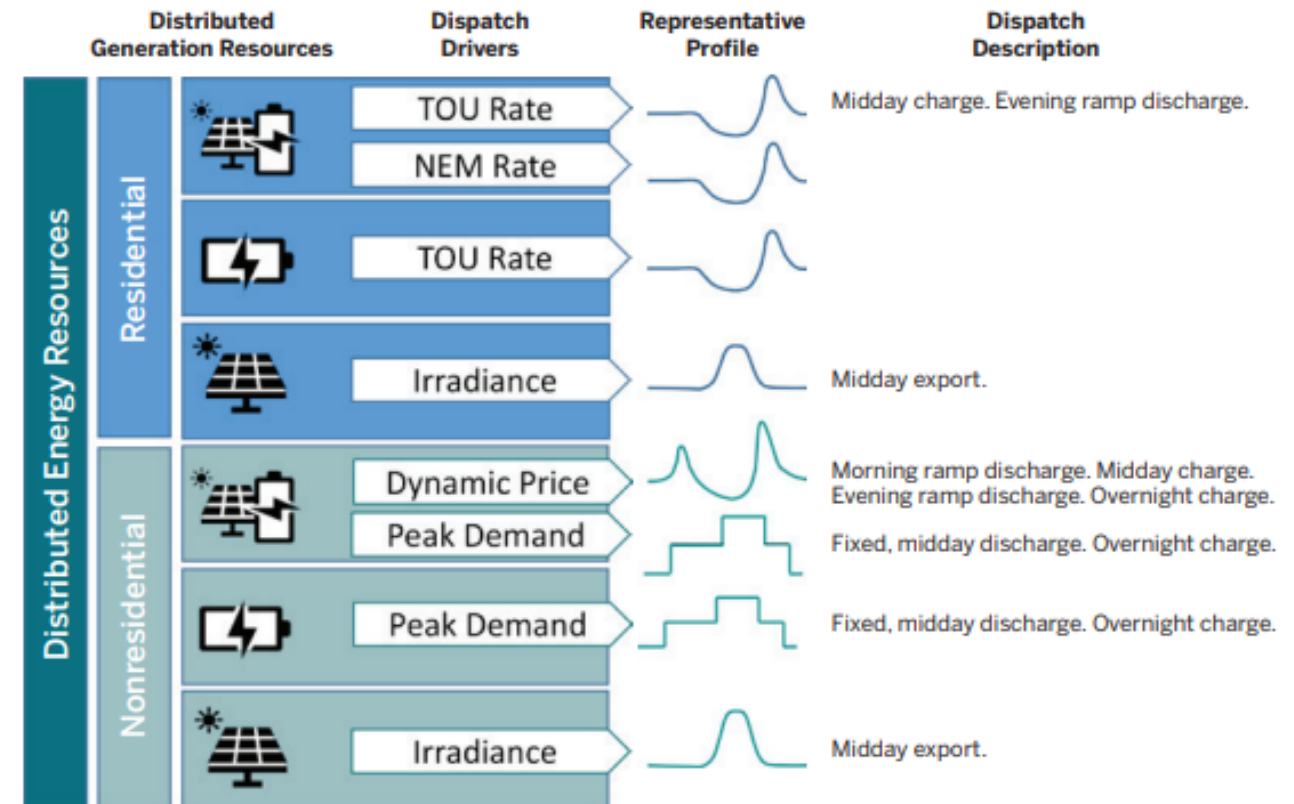 Distributed
Generation Resources
Dispatch
Drivers
Representative
Profile
Dispatch
Description
Distributed Energy Resources
Residential
TOU Rate
Midday charge. Evening ramp discharge.
NEM Rate
TOU Rate
Irradiance
Midday export.
Nonresidential
Dynamic Price
Morning ramp discharge. Midday charge.
Evening ramp discharge. Overnight charge.
Peak Demand
Fixed, midday discharge. Overnight charge.
Peak Demand
Fixed, midday discharge. Overnight charge.
Irradiance
Midday export.